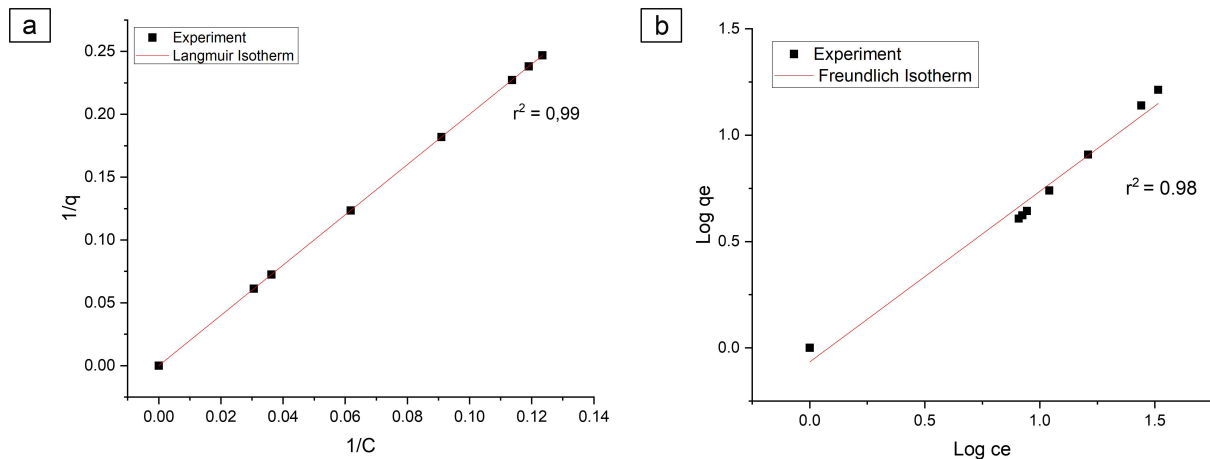 a
Experiment
Langmuir Isotherm
r² = 0,99
0.25
0.20
0.15
0.10
0.05
0.00
1/q
0.00 0.02 0.04 0.06 0.08 0.10 0.12 0.14
1/C
b
Experiment
Freundlich Isotherm
r² = 0.98
1.5
1.0
0.5
0.0
Log qe
0.0 0.5 1.0 1.5
Log ce